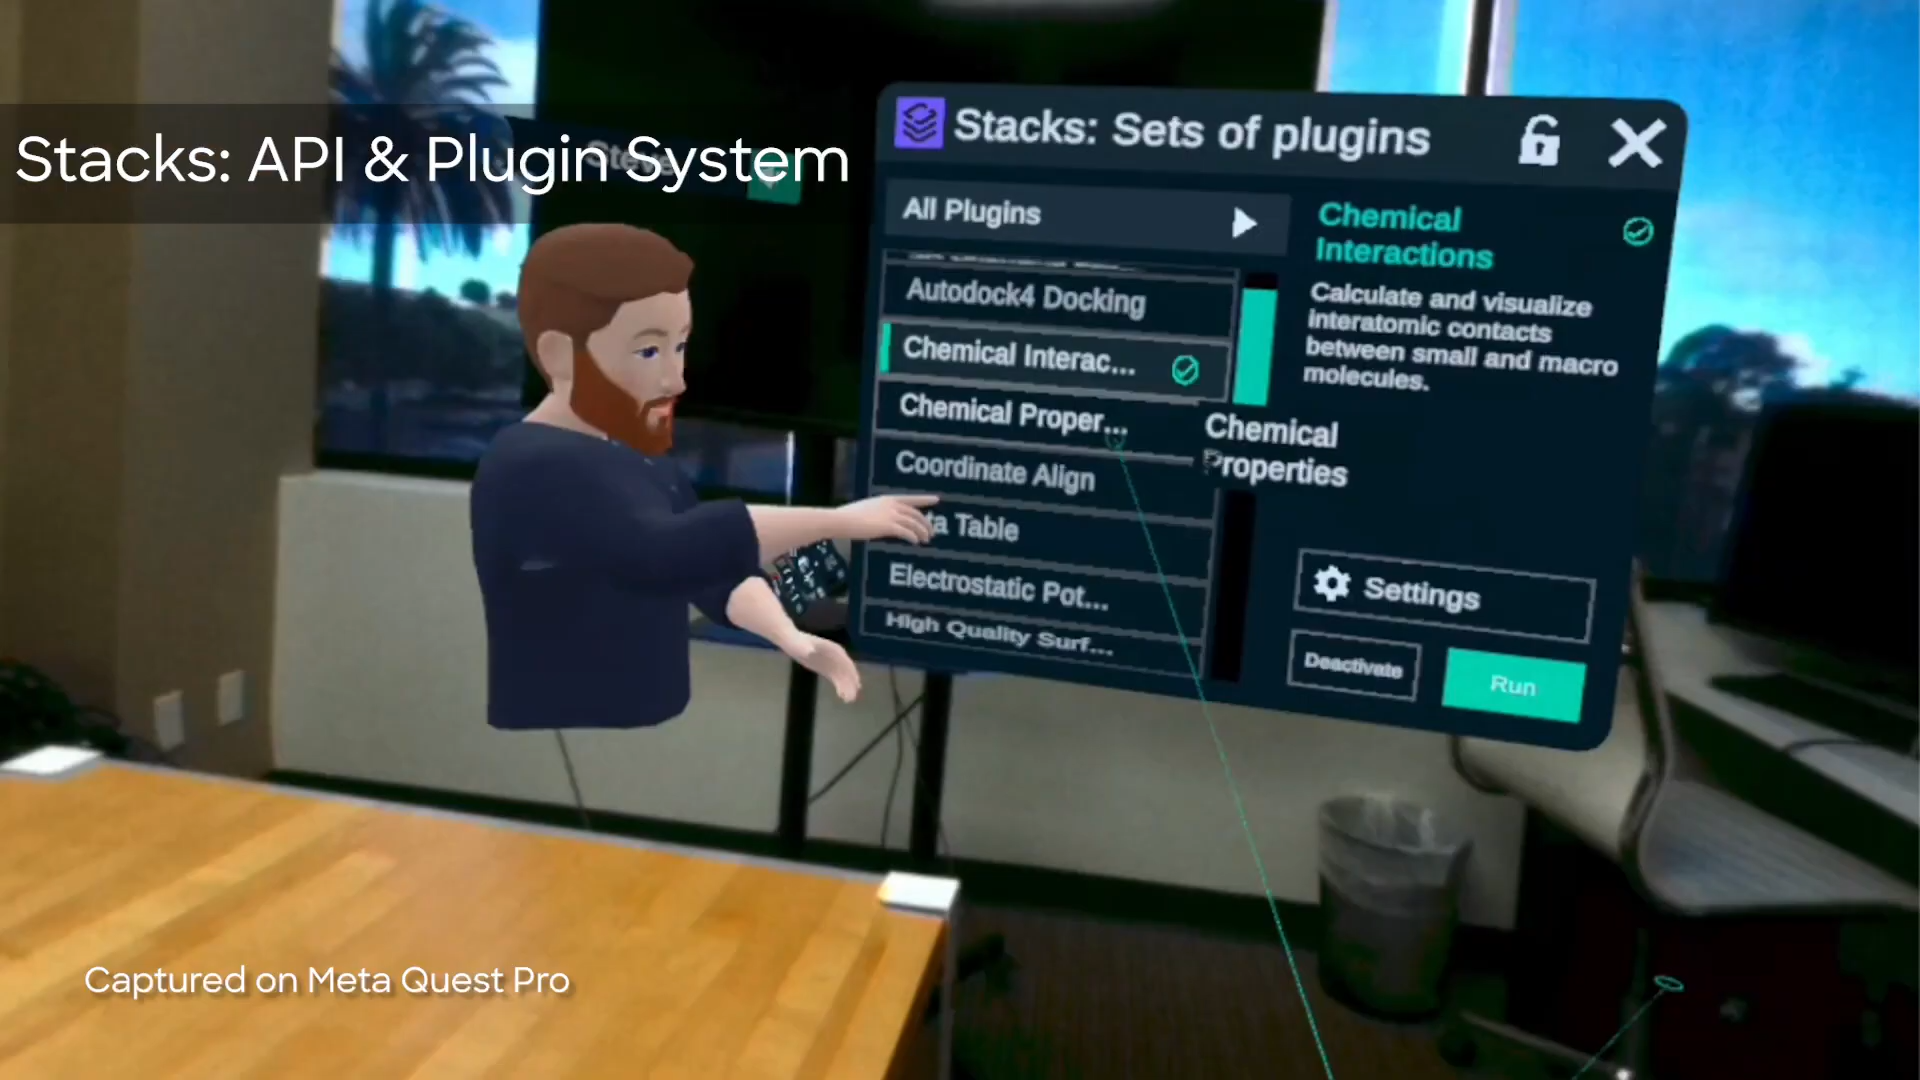 Stacks: API & Plugin System
Steve
Stacks: Sets of plugins
All Plugins
Autodock4 Docking
Chemical Interac...
Chemical Proper...
Coordinate Align
ta Table
Electrostatic Pot...
High Quality Surf...
Chemical
Interactions
Calculate and visualize
interatomic contacts
between small and macro
molecules.
Chemical
Properties
Settings
Deactivate
Run
Captured on Meta Quest Pro